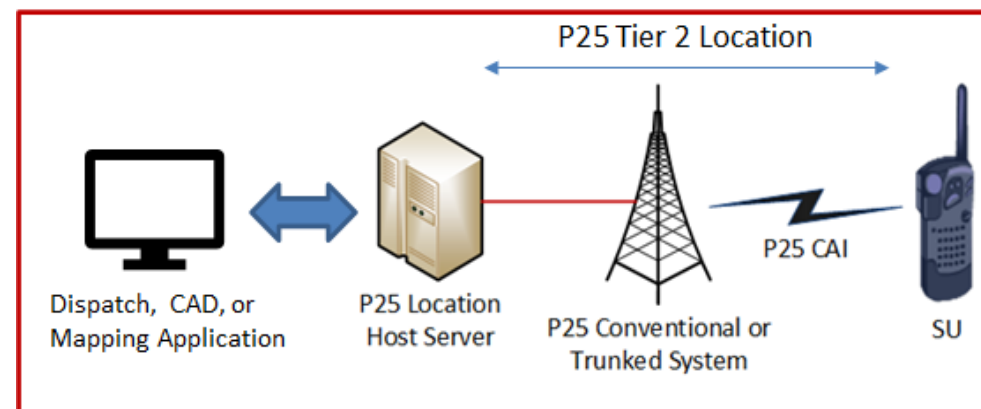 P25 Tier 2 Location
P25 CAI
Dispatch, CAD, or
Mapping Application
P25 Location
Host Server
P25 Conventional or
Trunked System
SU